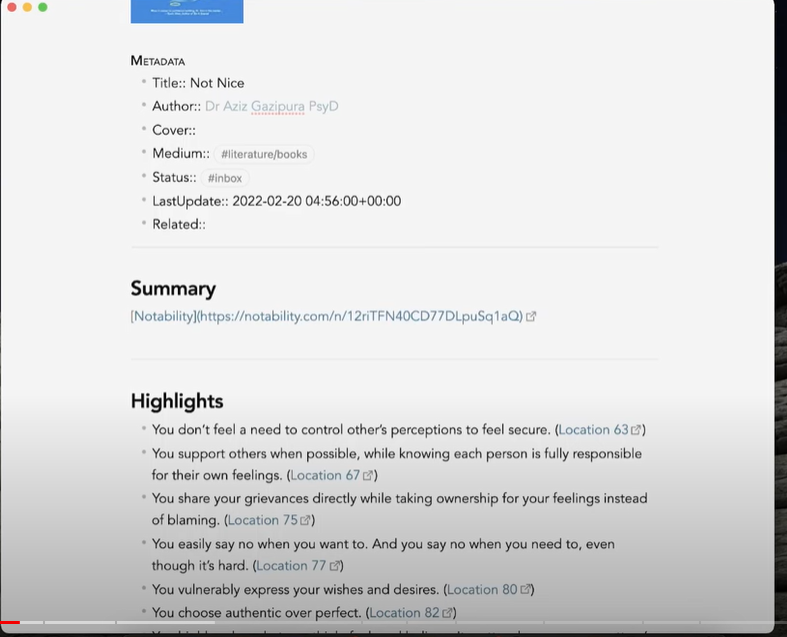 METADATA
Title:: Not Nice
Author:: Dr Aziz Gazipura PsyD
Cover::
Medium:: #literature/books
Status:: #inbox
LastUpdate:: 2022-02-20 04:56:00+00:00
Related::
Summary
[Notability](https://notability.com/n/12riTFN40CD77DLpuSq1aQ)
Highlights
You don't feel a need to control other's perceptions to feel secure. (Location 63)
You support others when possible, while knowing each person is fully responsible
for their own feelings. (Location 67)
You share your grievances directly while taking ownership for your feelings instead
of blaming. (Location 75)
You easily say no when you want to. And you say no when you need to, even
though it's hard. (Location 77)
You vulnerably express your wishes and desires. (Location 80)
You choose authentic over perfect. (Location 82)